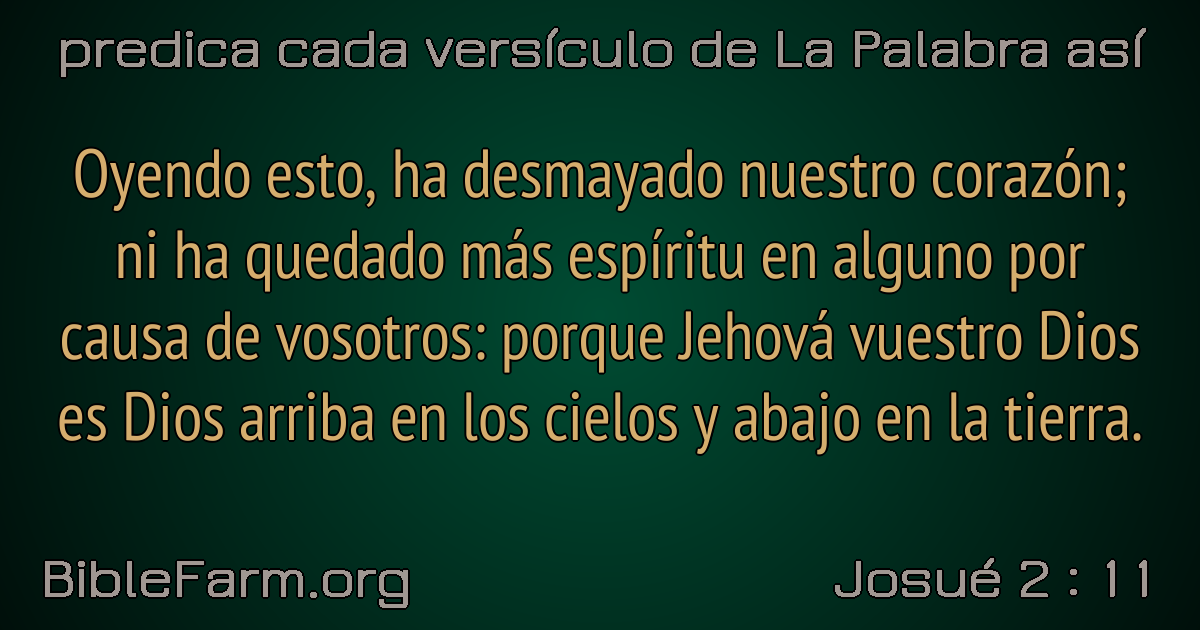 predica cada versículo de La Palabra así
Oyendo esto, ha desmayado nuestro corazón;
ni ha quedado más espíritu en alguno por
causa de vosotros: porque Jehová vuestro Dios
es Dios arriba en los cielos y abajo en la tierra.
BibleFarm.org
Josué 2 : 11